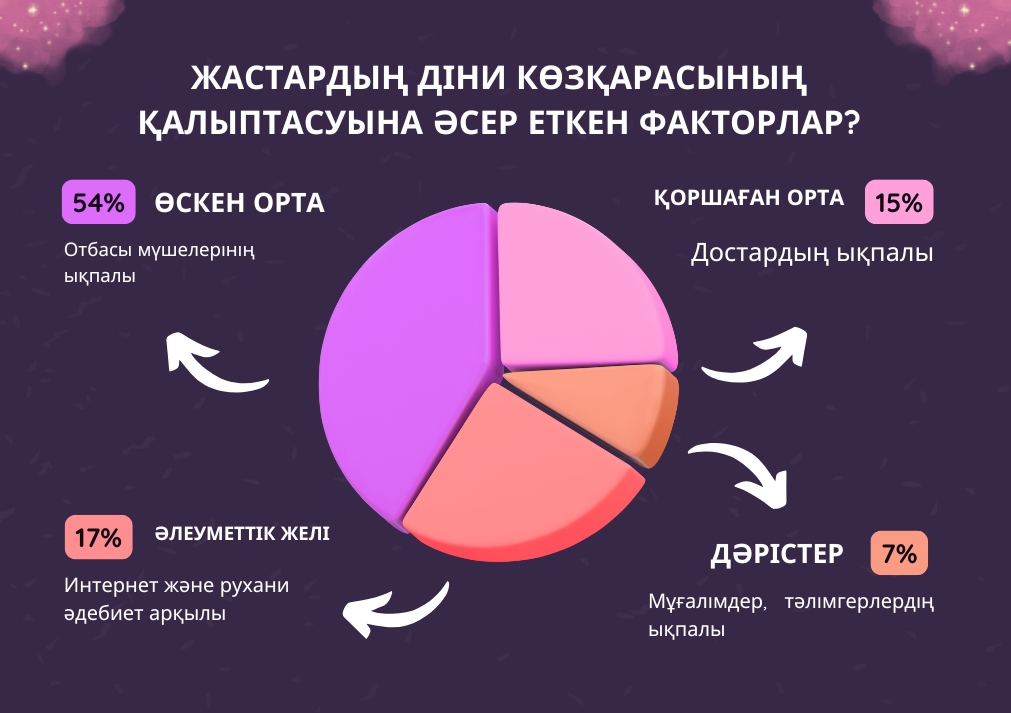 ЖАСТАРДЫҢ ДІНИ КӨЗҚАРАСЫНЫҢ
ҚАЛЫПТАСУЫНА ӘСЕР ЕТКЕН ФАКТОРЛАР?
54% ӨСКЕН ОРТА
Отбасы мүшелерінің
ықпалы
ҚОРШАҒАН ОРТА 15%
Достардың ықпалы
17% ӘЛЕУМЕТТІК ЖЕЛІ
Интернет және рухани
әдебиет арқылы
ДӘРІСТЕР 7%
Мұғалімдер, тәлімгерлердің
ықпалы